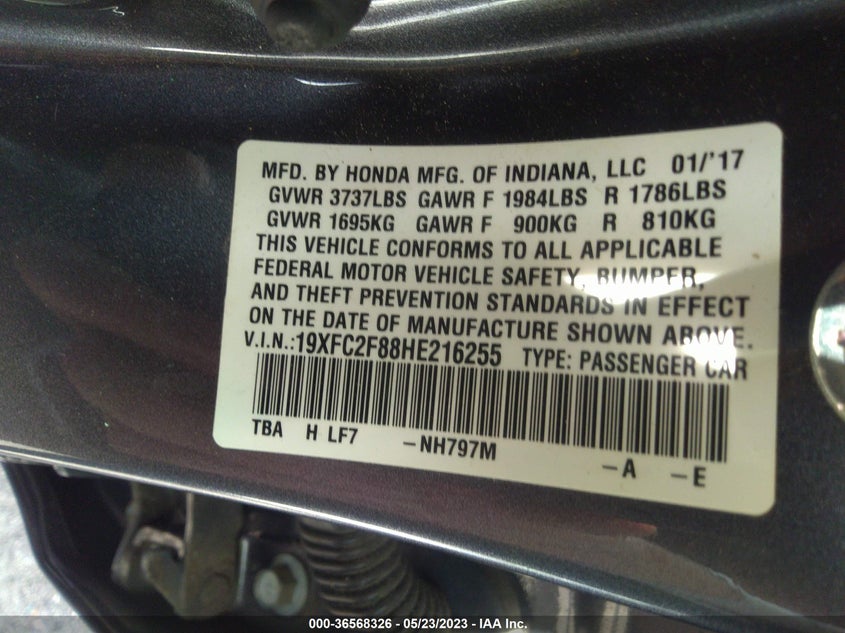 MFD. BY HONDA MFG. OF INDIANA, LLC 01/'17
GVWR 3737LBS GAWR F 1984LBS R 1786LBS
GVWR 1695KG GAWR F 900KG R 810KG
THIS VEHICLE CONFORMS TO ALL APPLICABLE
FEDERAL MOTOR VEHICLE SAFETY, BUMPER,
AND THEFT PREVENTION STANDARDS IN EFFECT
ON THE DATE OF MANUFACTURE SHOWN ABOVE.
V.I.N.:19XFC2F88HE216255 TYPE: PASSENGER CAR
TBA H LF7 -NH797M -A -E
000-36568326 - 05/23/2023 - IAA Inc.